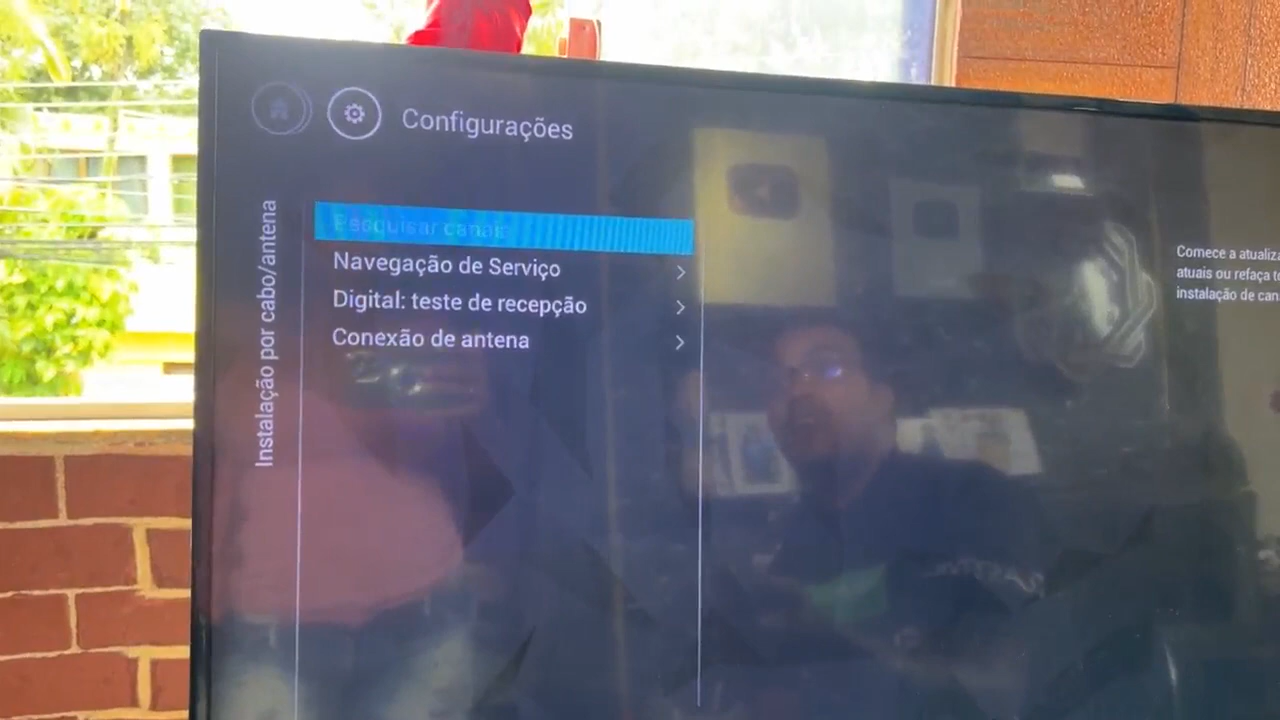 Configurações
Instalação por cabo/antena
Pesquisar canais
Navegação de Serviço
Digital: teste de recepção
Conexão de antena
Comece a atualiza
atuais ou refaça t
instalação de can